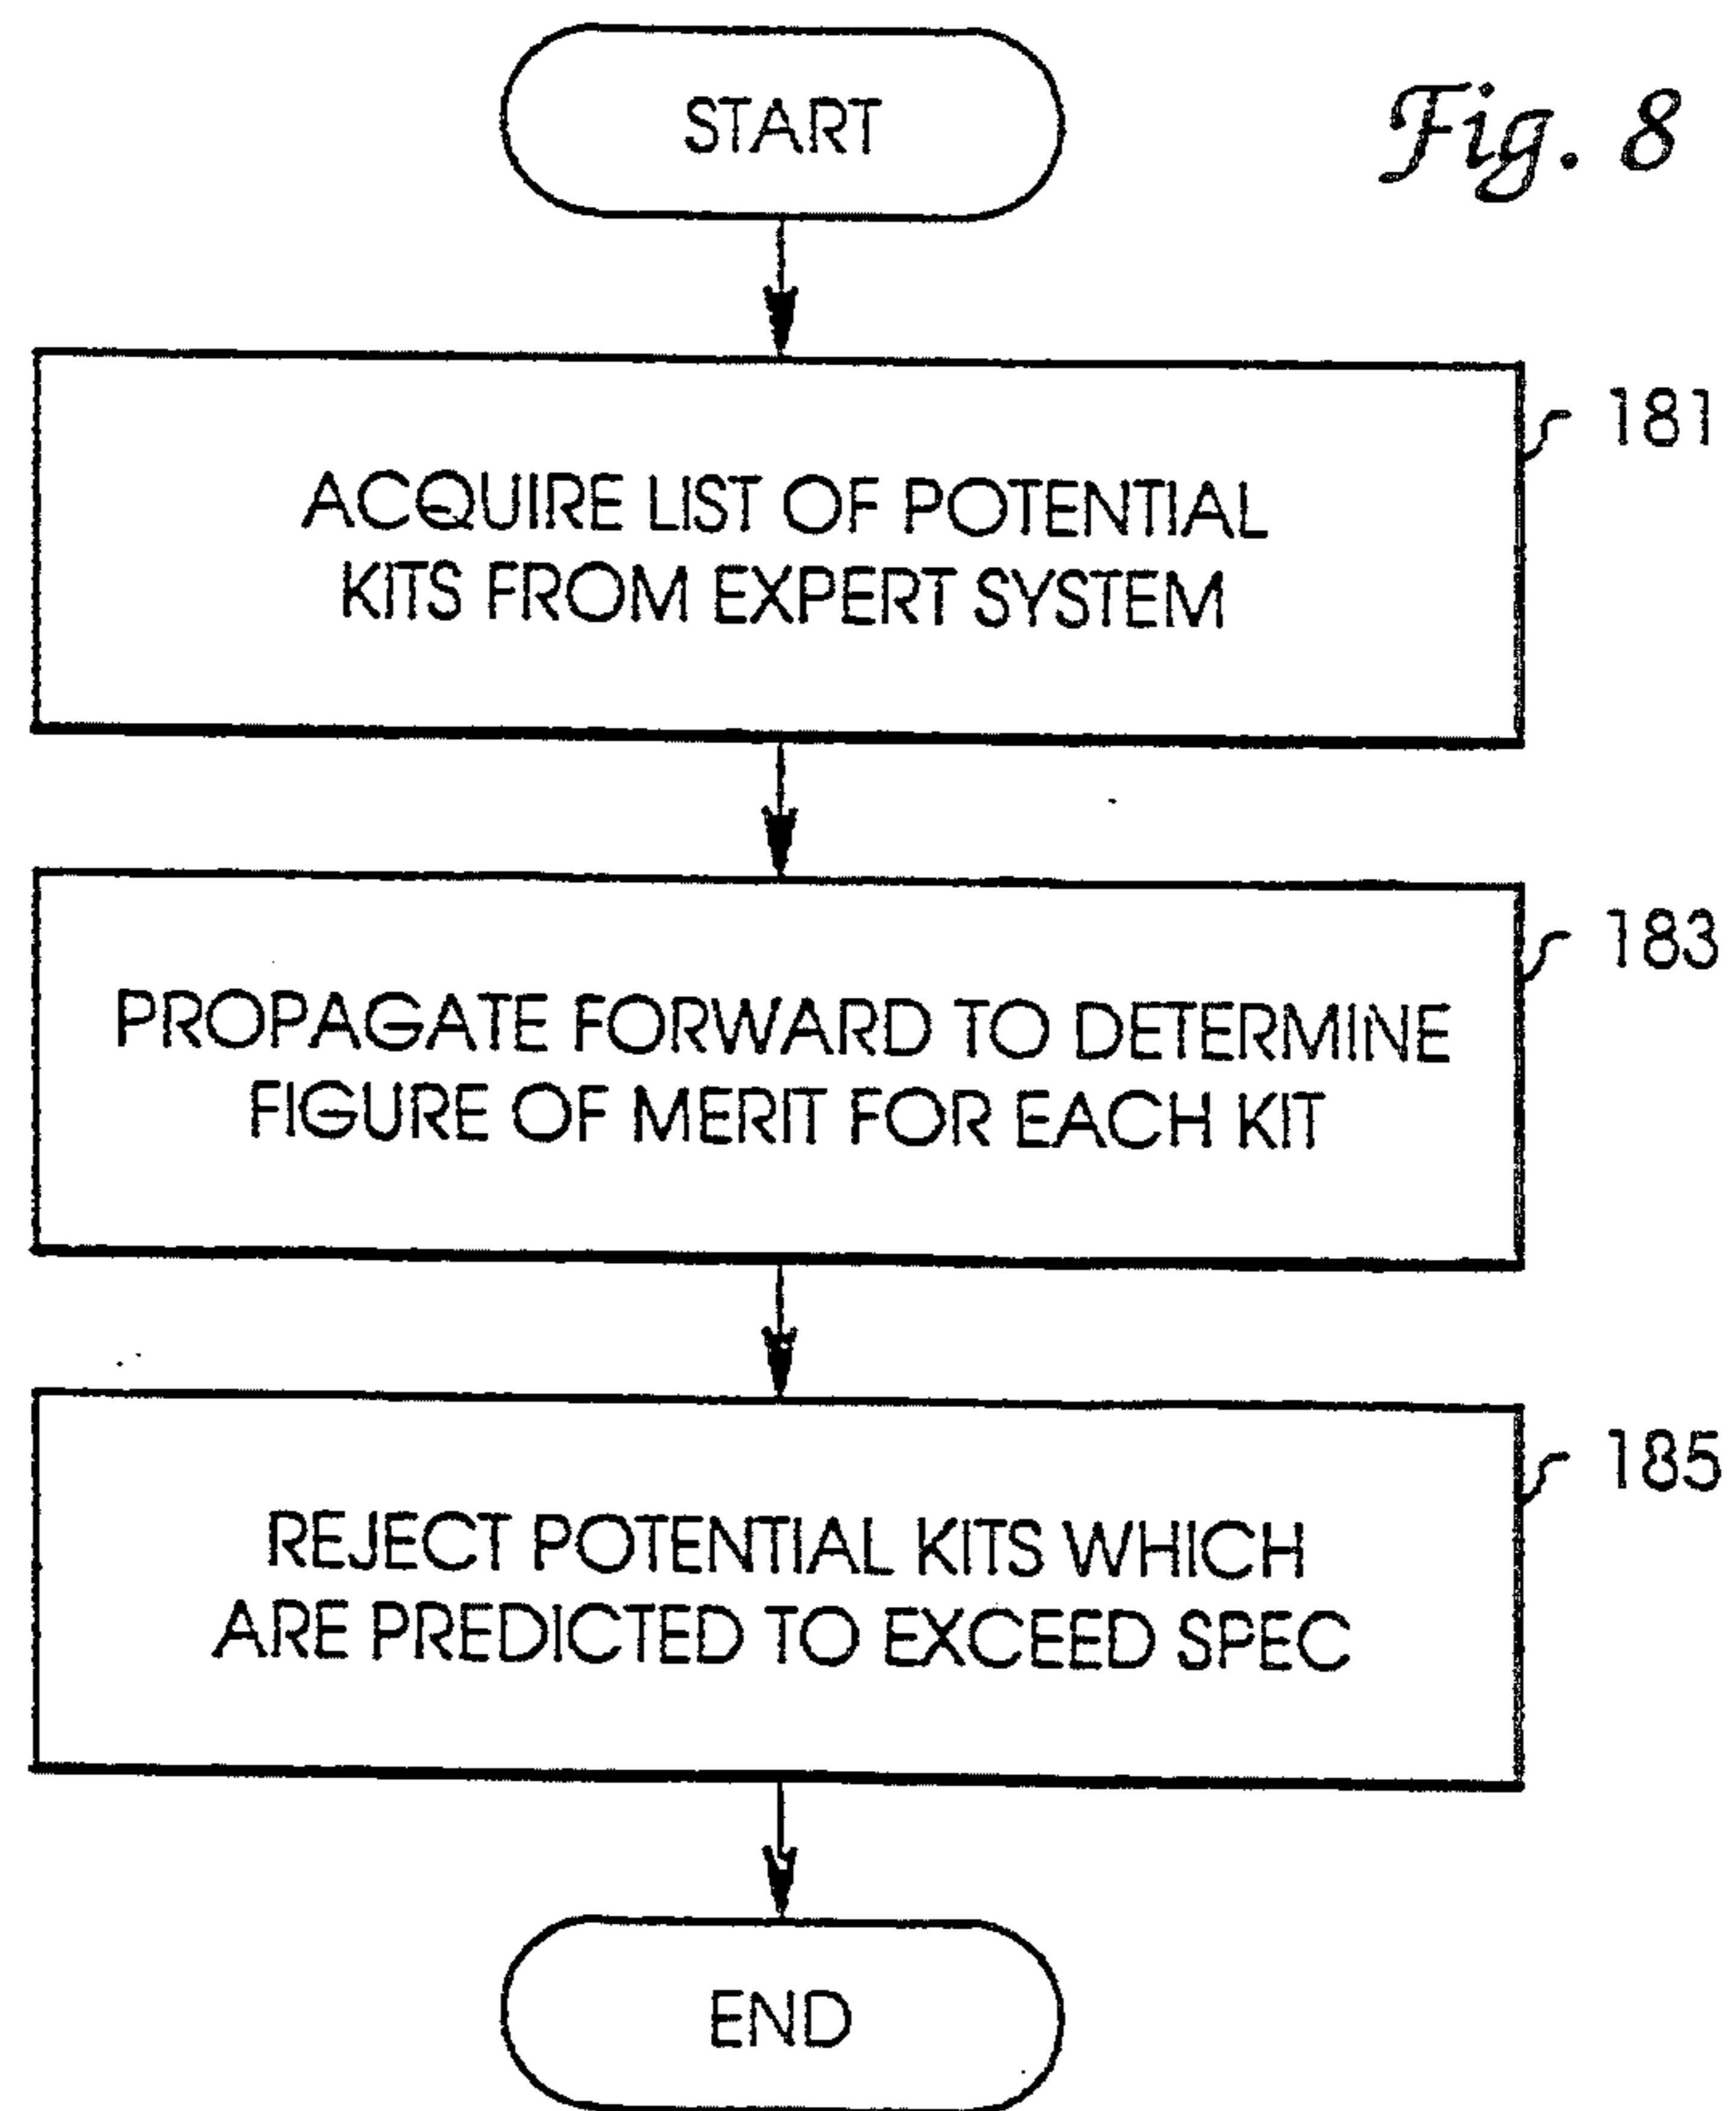 START
Fig. 8
181
ACQUIRE LIST OF POTENTIAL
KITS FROM EXPERT SYSTEM
183
PROPAGATE FORWARD TO DETERMINE
FIGURE OF MERIT FOR EACH KIT
185
REJECT POTENTIAL KITS WHICH
ARE PREDICTED TO EXCEED SPEC
END